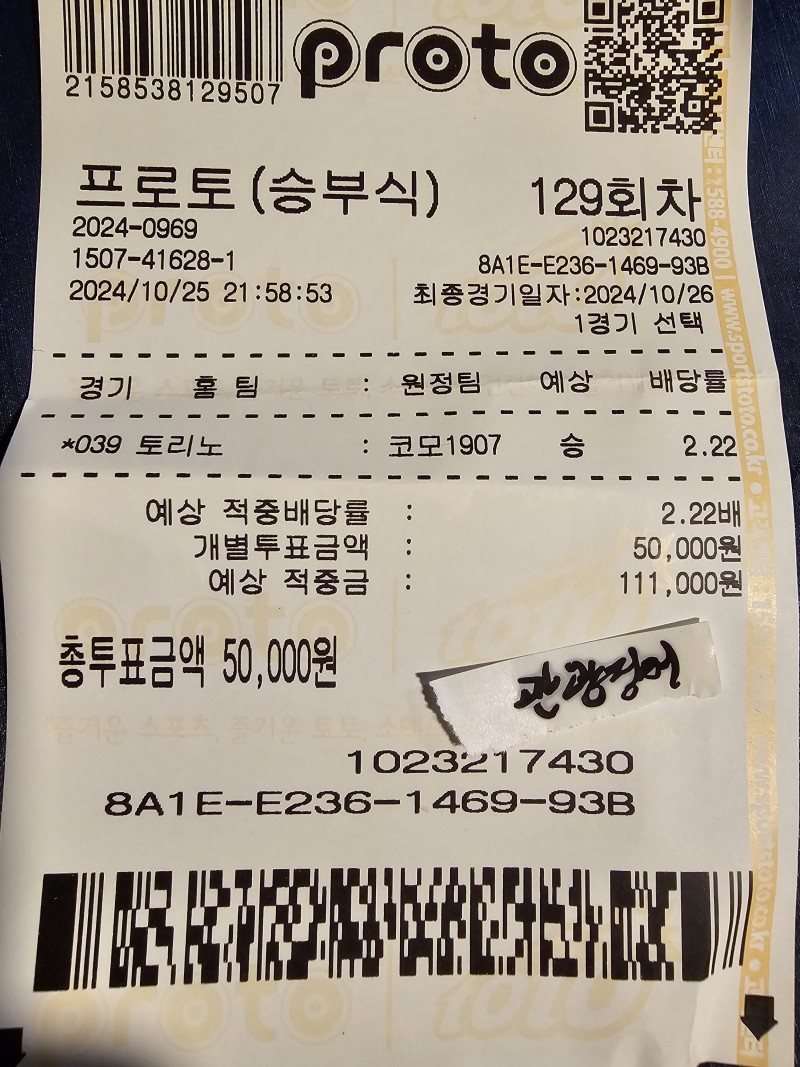 2158538129507
proto
프로토(승부식) 129회차
2024-0969 1023217430
1507-41628-1 8A1E-E236-1469-93B
2024/10/25 21:58:53 최종경기일자:2024/10/26
1경기 선택
경기 홈 팀 : 원정팀 예상 배당률
*039 토리노 : 코모1907 승 2.22
예상 적중배당률 : 2.22배
개별투표금액 : 50,000원
예상 적중금 : 111,000원
총투표금액 50,000원
1023217430
8A1E-E236-1469-93B
588-4900 | www.sportstoto.co.kr